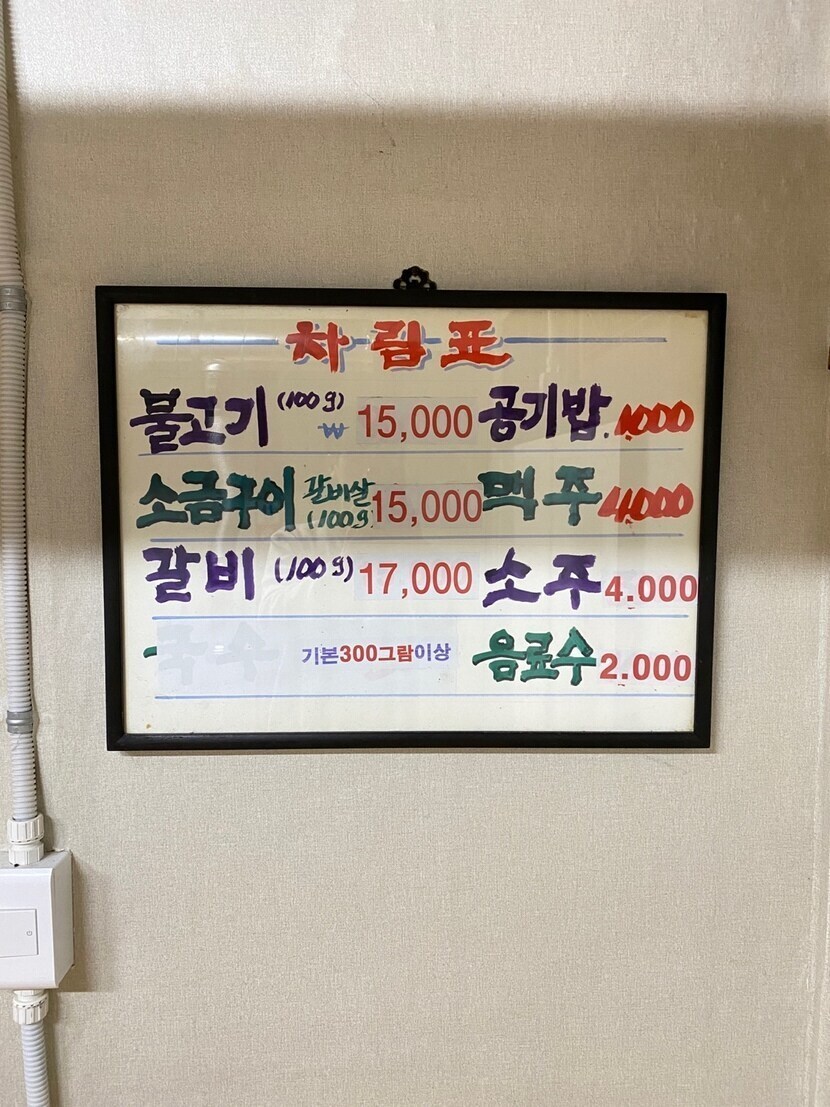 차림표
불고기 (100g) ₩ 15,000 공기밥. 1,000
소금구이 갈비살 (100g) 15,000 맥주 4,000
갈비 (100g) 17,000 소주 4.000
기본300그람이상 음료수 2.000